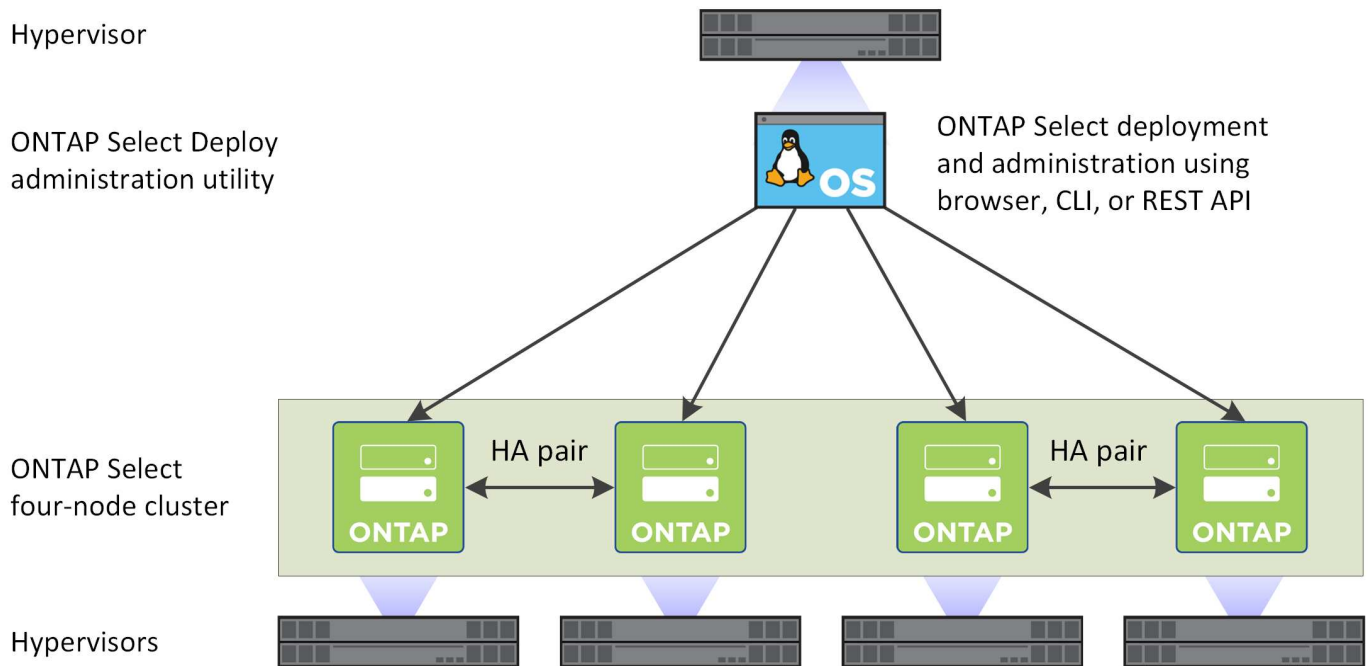 Hypervisor
ONTAP Select Deploy
administration utility
OS
ONTAP Select deployment
and administration using
browser, CLI, or REST API
ONTAP Select
four-node cluster
HA pair
HA pair
ONTAP
ONTAP
ONTAP
ONTAP
Hypervisors